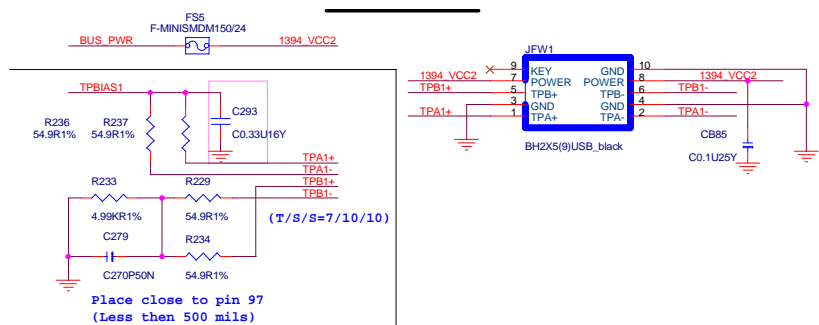 FS5
F-MINISMDM150/24
BUS_PWR
1394_VCC2
TPBIAS1
C293
C0.33U16Y
R236
54.9R1%
R237
54.9R1%
TPA1+
TPA1-
TPB1+
TPB1-
R233
4.99KR1%
R229
54.9R1%
(T/S/S=7/10/10)
C279
C270P50N
R234
54.9R1%
Place close to pin 97
(Less then 500 mils)
JFW1
9 KEY GND 10
1394_VCC2 7 POWER POWER 8 1394_VCC2
TPB1+ 5 TPB+ TPB- 6 TPB1-
3 GND GND 4
TPA1+ 1 TPA+ TPA- 2 TPA1-
BH2X5(9)USB_black
CB85
C0.1U25Y